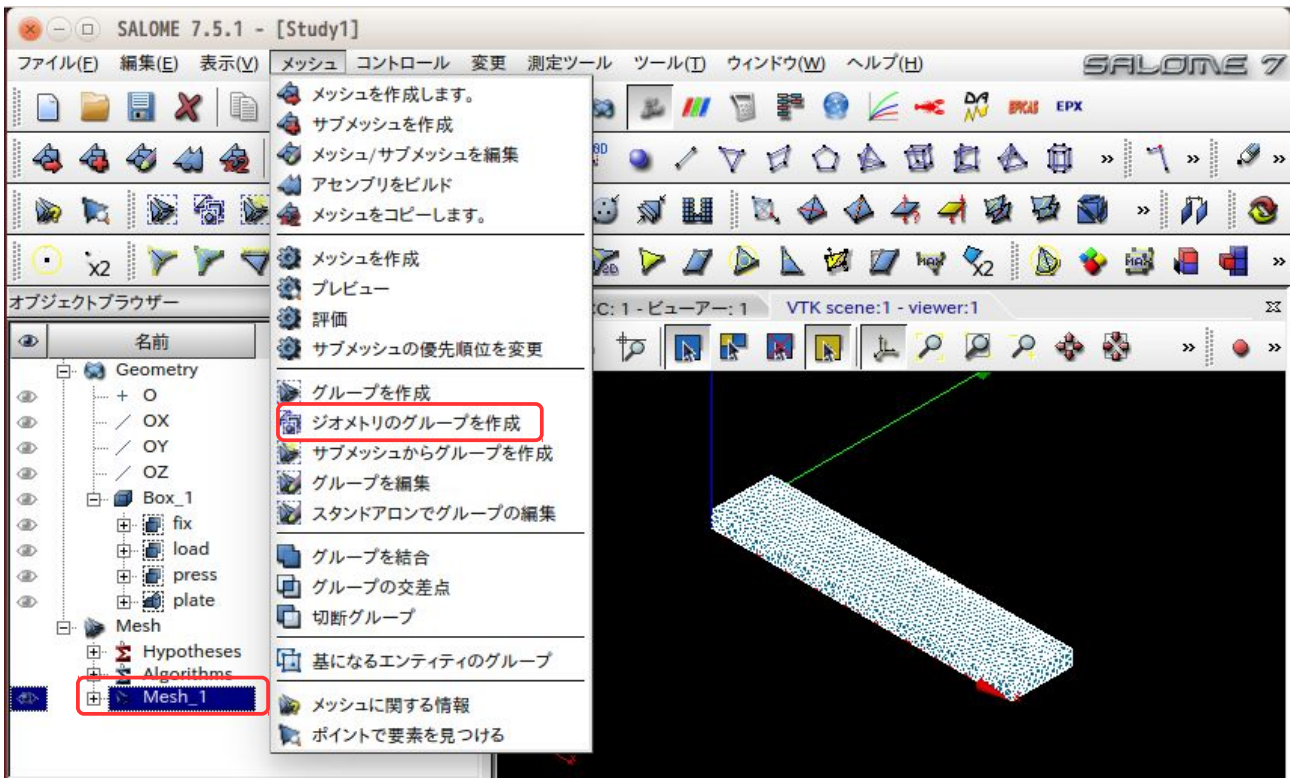 SALOME 7.5.1 - [Study1]
ファイル(F) 編集(E) 表示(V) メッシュ コントロール 変更 測定ツール ツール(T) ウィンドウ(W) ヘルプ(H) SALOME 7
メッシュを作成します。
サブメッシュを作成
メッシュ/サブメッシュを編集
アセンブリをビルド
メッシュをコピーします。
メッシュを作成
プレビュー
評価
サブメッシュの優先順位を変更
グループを作成
ジオメトリのグループを作成
サブメッシュからグループを作成
グループを編集
スタンドアロンでグループの編集
グループを結合
グループの交差点
切断グループ
基になるエンティティのグループ
メッシュに関する情報
ポイントで要素を見つける
EPX
x2
x2
オブジェクトブラウザー
CC: 1 - ビューアー: 1 VTK scene:1 - viewer:1
名前
Geometry
O
OX
OY
OZ
Box_1
fix
load
press
plate
Mesh
Hypotheses
Algorithms
Mesh_1